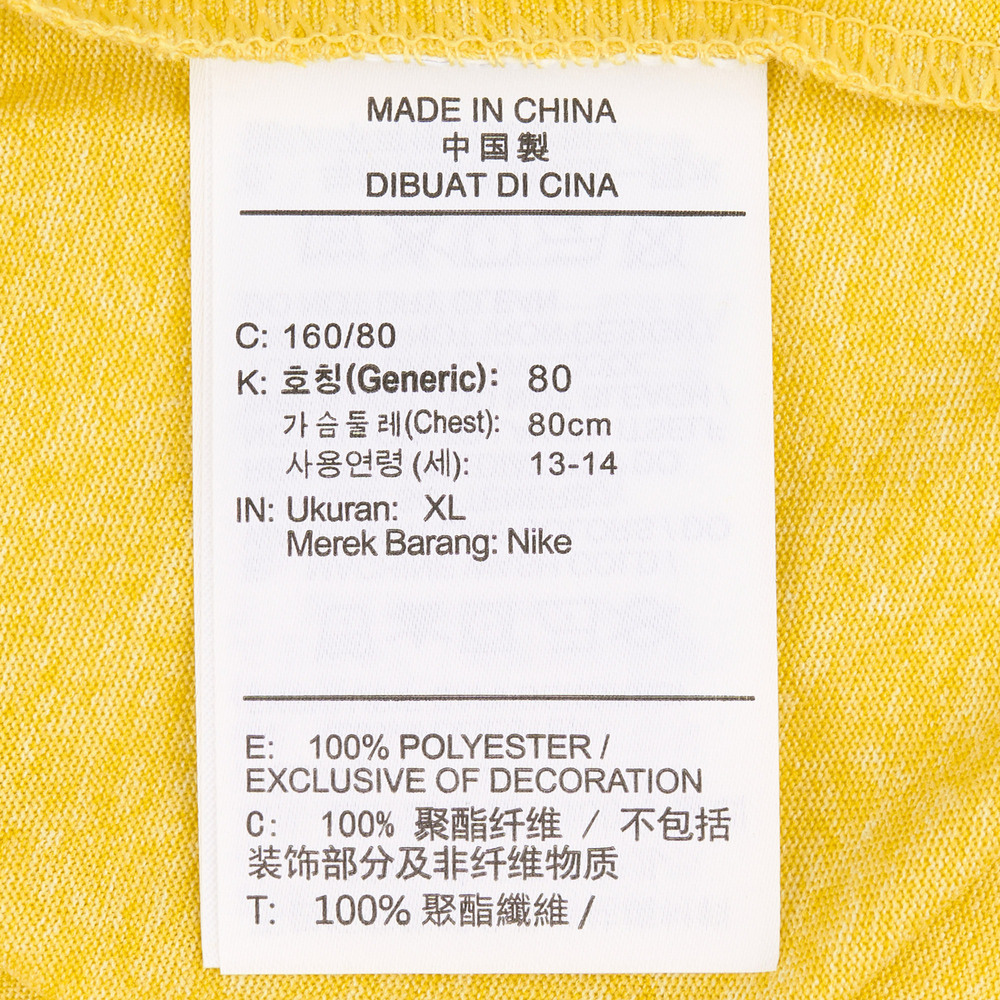 MADE IN CHINA
中国製
DIBUAT DI CINA
C: 160/80
K: 호칭(Generic): 80
가슴둘레(Chest): 80cm
사용연령(세): 13-14
IN: Ukuran: XL
Merek Barang: Nike
E: 100% POLYESTER /
EXCLUSIVE OF DECORATION
C: 100% 聚酯纤维 / 不包括
装饰部分及非纤维物质
T: 100% 聚酯纖維 /